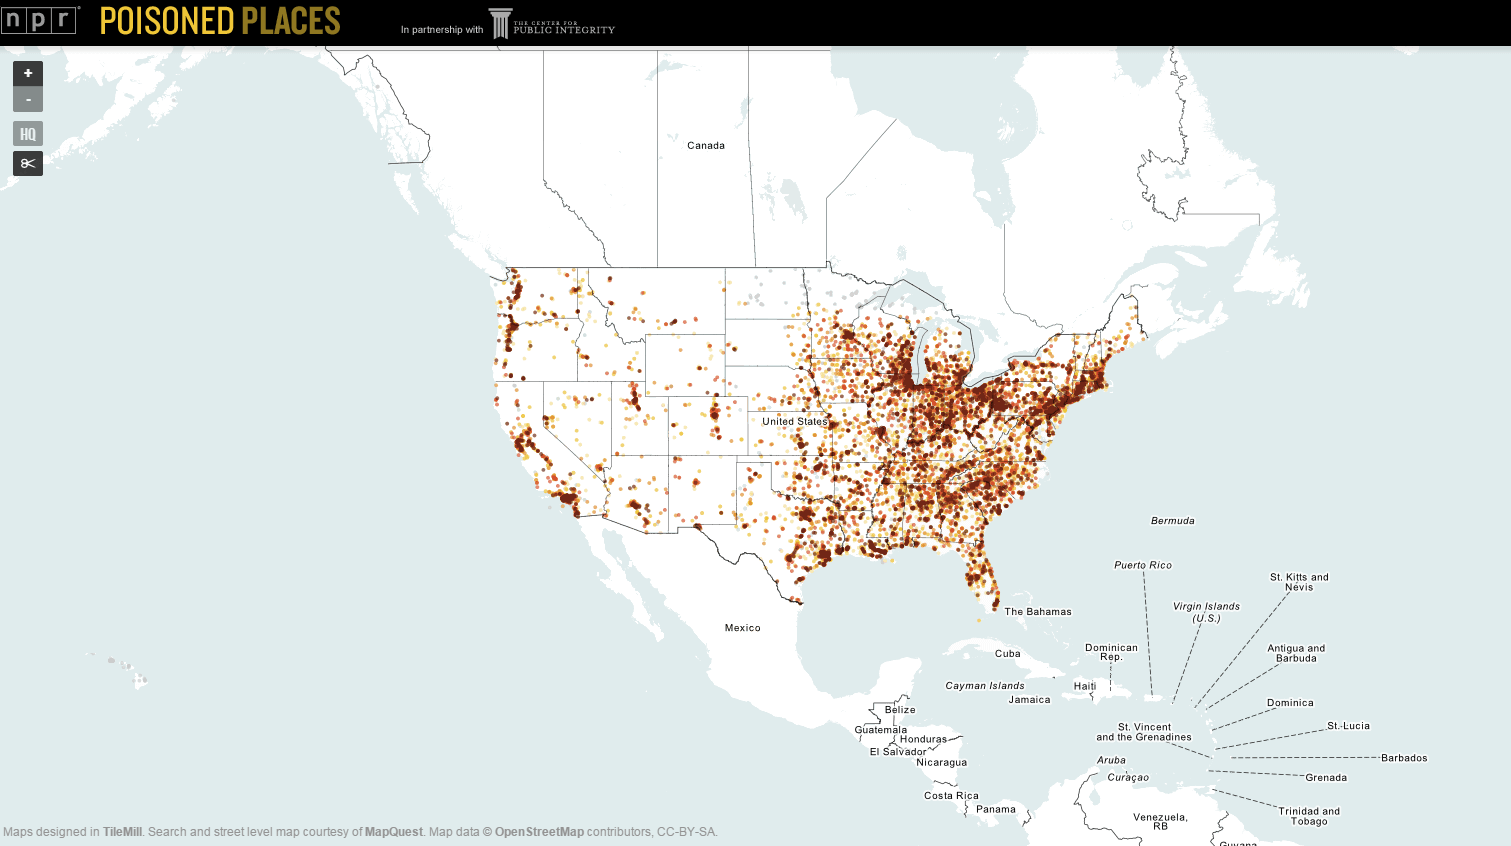 npr
POISONED PLACES
In partnership with
THE CENTER FOR
PUBLIC INTEGRITY
+
-
HQ
Canada
United States
Bermuda
Puerto Rico
St. Kitts and
Nevis
Virgin Islands
(U.S.)
The Bahamas
Mexico
Cuba
Dominican
Rep.
Antigua and
Barbuda
Cayman Islands
Haiti
Jamaica
Dominica
Belize
St. Vincent
and the Grenadines
St. Lucia
Guatemala
Honduras
El Salvador
Nicaragua
Aruba
Barbados
Curaçao
Grenada
Costa Rica
Panama
Trinidad and
Tobago
Venezuela,
RB
Guyana
Maps designed in TileMill. Search and street level map courtesy of MapQuest. Map data © OpenStreetMap contributors, CC-BY-SA.